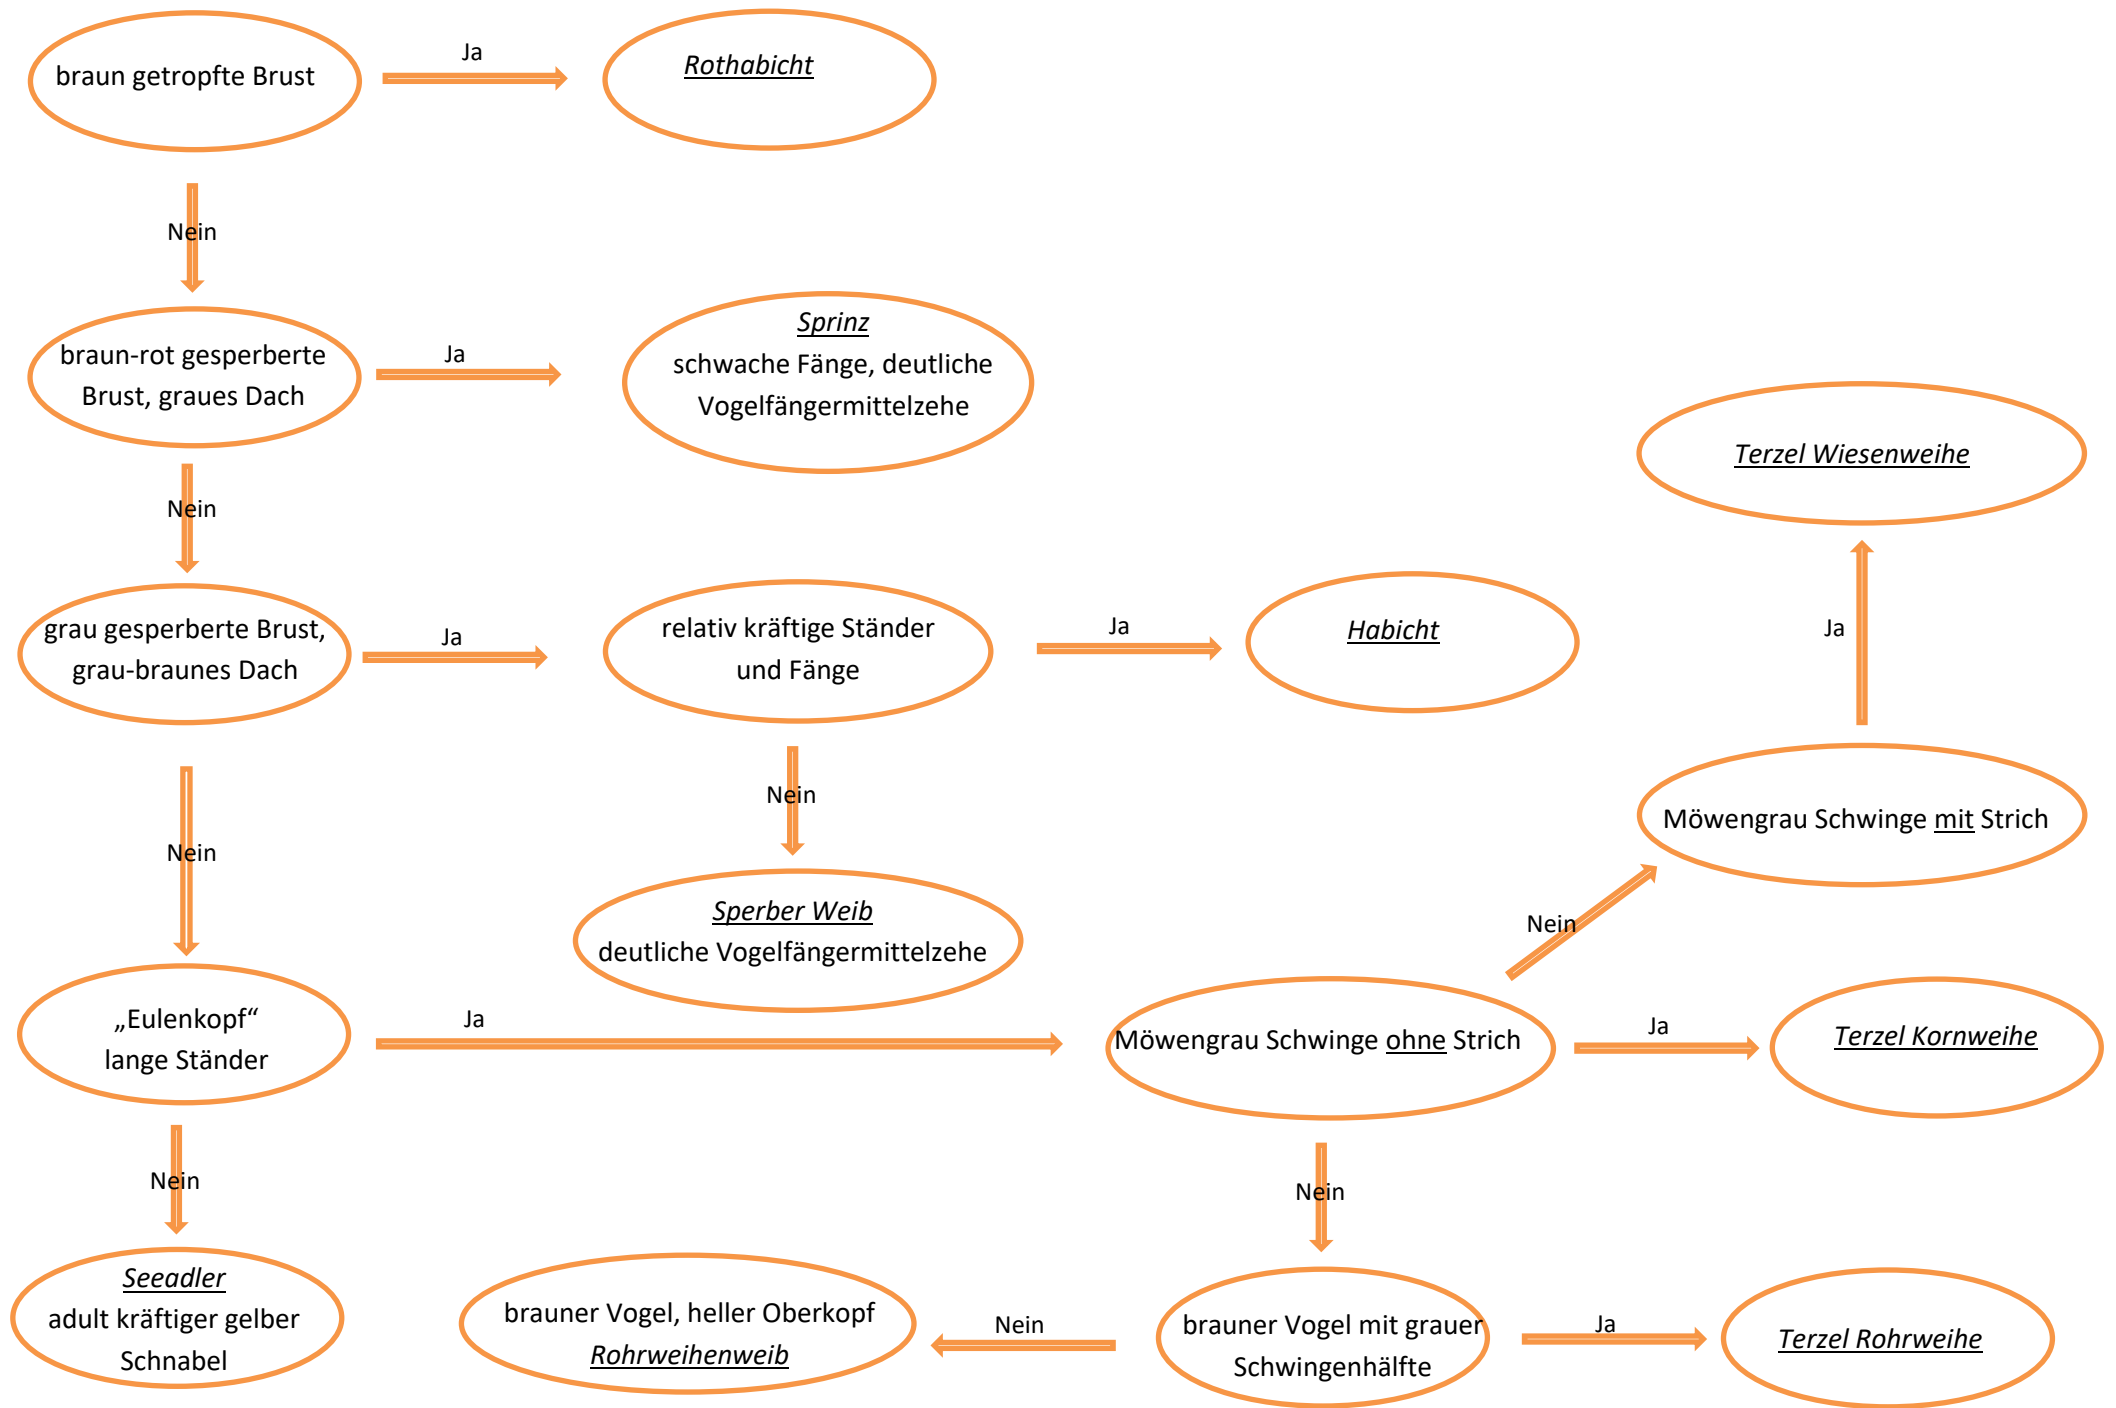 braun getropfte Brust
Ja
Rothabicht
Nein
braun-rot gesperberte
Brust, graues Dach
Ja
Sprinz
schwache Fänge, deutliche
Vogelfängermittelzehe
Nein
grau gesperberte Brust,
grau-braunes Dach
Ja
relativ kräftige Ständer
und Fänge
Ja
Habicht
Nein
Sperber Weib
deutliche Vogelfängermittelzehe
Nein
„Eulenkopf“
lange Ständer
Ja
Möwengrau Schwinge ohne Strich
Nein
Möwengrau Schwinge mit Strich
Ja
Terzel Wiesenweihe
Ja
Terzel Kornweihe
Nein
brauner Vogel mit grauer
Schwingenhälfte
Ja
Terzel Rohrweihe
Nein
brauner Vogel, heller Oberkopf
Rohrweihenweib
Nein
Seeadler
adult kräftiger gelber
Schnabel